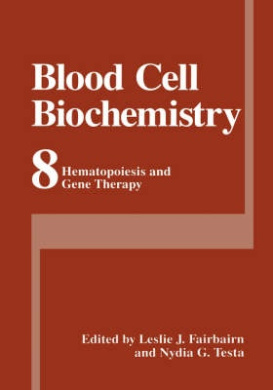 Blood Cell
Biochemistry
8 Hematopoiesis and
Gene Therapy
Edited by Leslie J. Fairbairn
and Nydia G. Testa